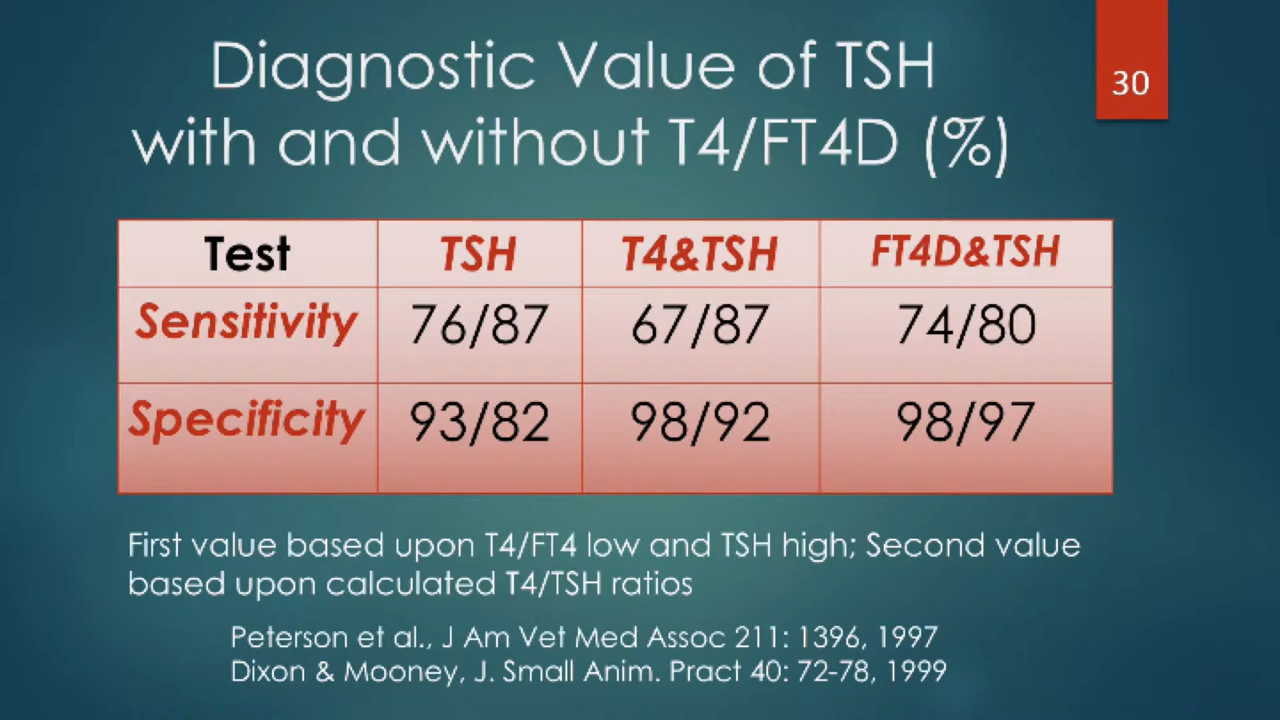 Diagnostic Value of TSH
with and without T4/FT4D (%)
30
Test TSH T4&TSH FT4D&TSH
Sensitivity 76/87 67/87 74/80
Specificity 93/82 98/92 98/97
First value based upon T4/FT4 low and TSH high; Second value
based upon calculated T4/TSH ratios
Peterson et al., J Am Vet Med Assoc 211: 1396, 1997
Dixon & Mooney, J. Small Anim. Pract 40: 72-78, 1999